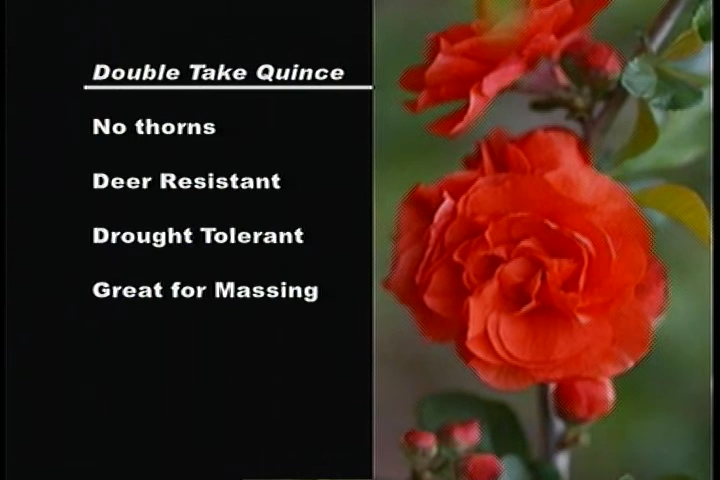 Double Take Quince
No thorns
Deer Resistant
Drought Tolerant
Great for Massing